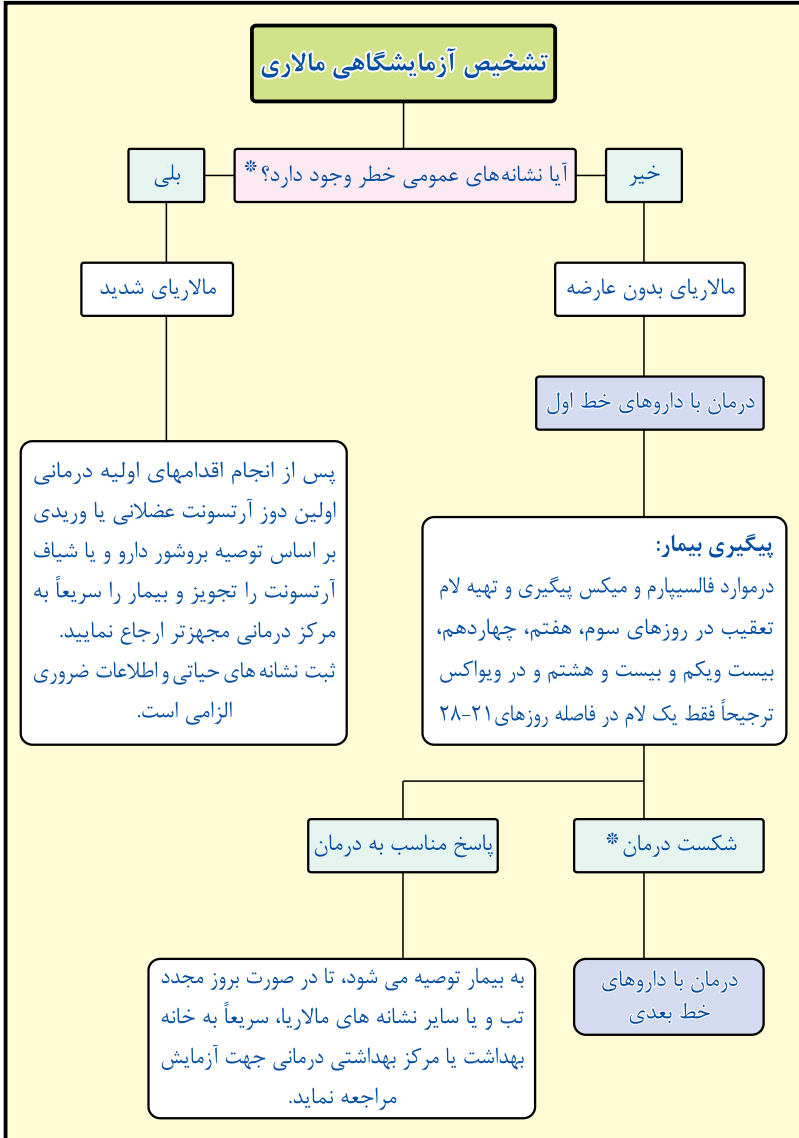 تشخیص آزمایشگاهی مالاری
آیا نشانه‌های عمومی خطر وجود دارد؟*
خیر
بلی
مالاریای بدون عارضه
مالاریای شدید
درمان با داروهای خط اول
پس از انجام اقدامهای اولیه درمانی
اولین دوز آرتسونت عضلانی یا وریدی
بر اساس توصیه بروشور دارو و یا شیاف
آرتسونت را تجویز و بیمار را سریعاً به
مرکز درمانی مجهزتر ارجاع نمایید.
ثبت نشانه های حیاتی و اطلاعات ضروری
الزامی است.
پیگیری بیمار:
درموارد فالسیپارم و میکس پیگیری و تهیه لام
تعقیب در روزهای سوم، هفتم، چهاردهم،
بیست ویکم و بیست و هشتم و در ویواکس
ترجیحاً فقط یک لام در فاصله روزهای ۲۱-۲۸
شکست درمان *
پاسخ مناسب به درمان
درمان با داروهای
خط بعدی
به بیمار توصیه می شود، تا در صورت بروز مجدد
تب و یا سایر نشانه های مالاریا، سریعاً به خانه
بهداشت یا مرکز بهداشتی درمانی جهت آزمایش
مراجعه نماید.